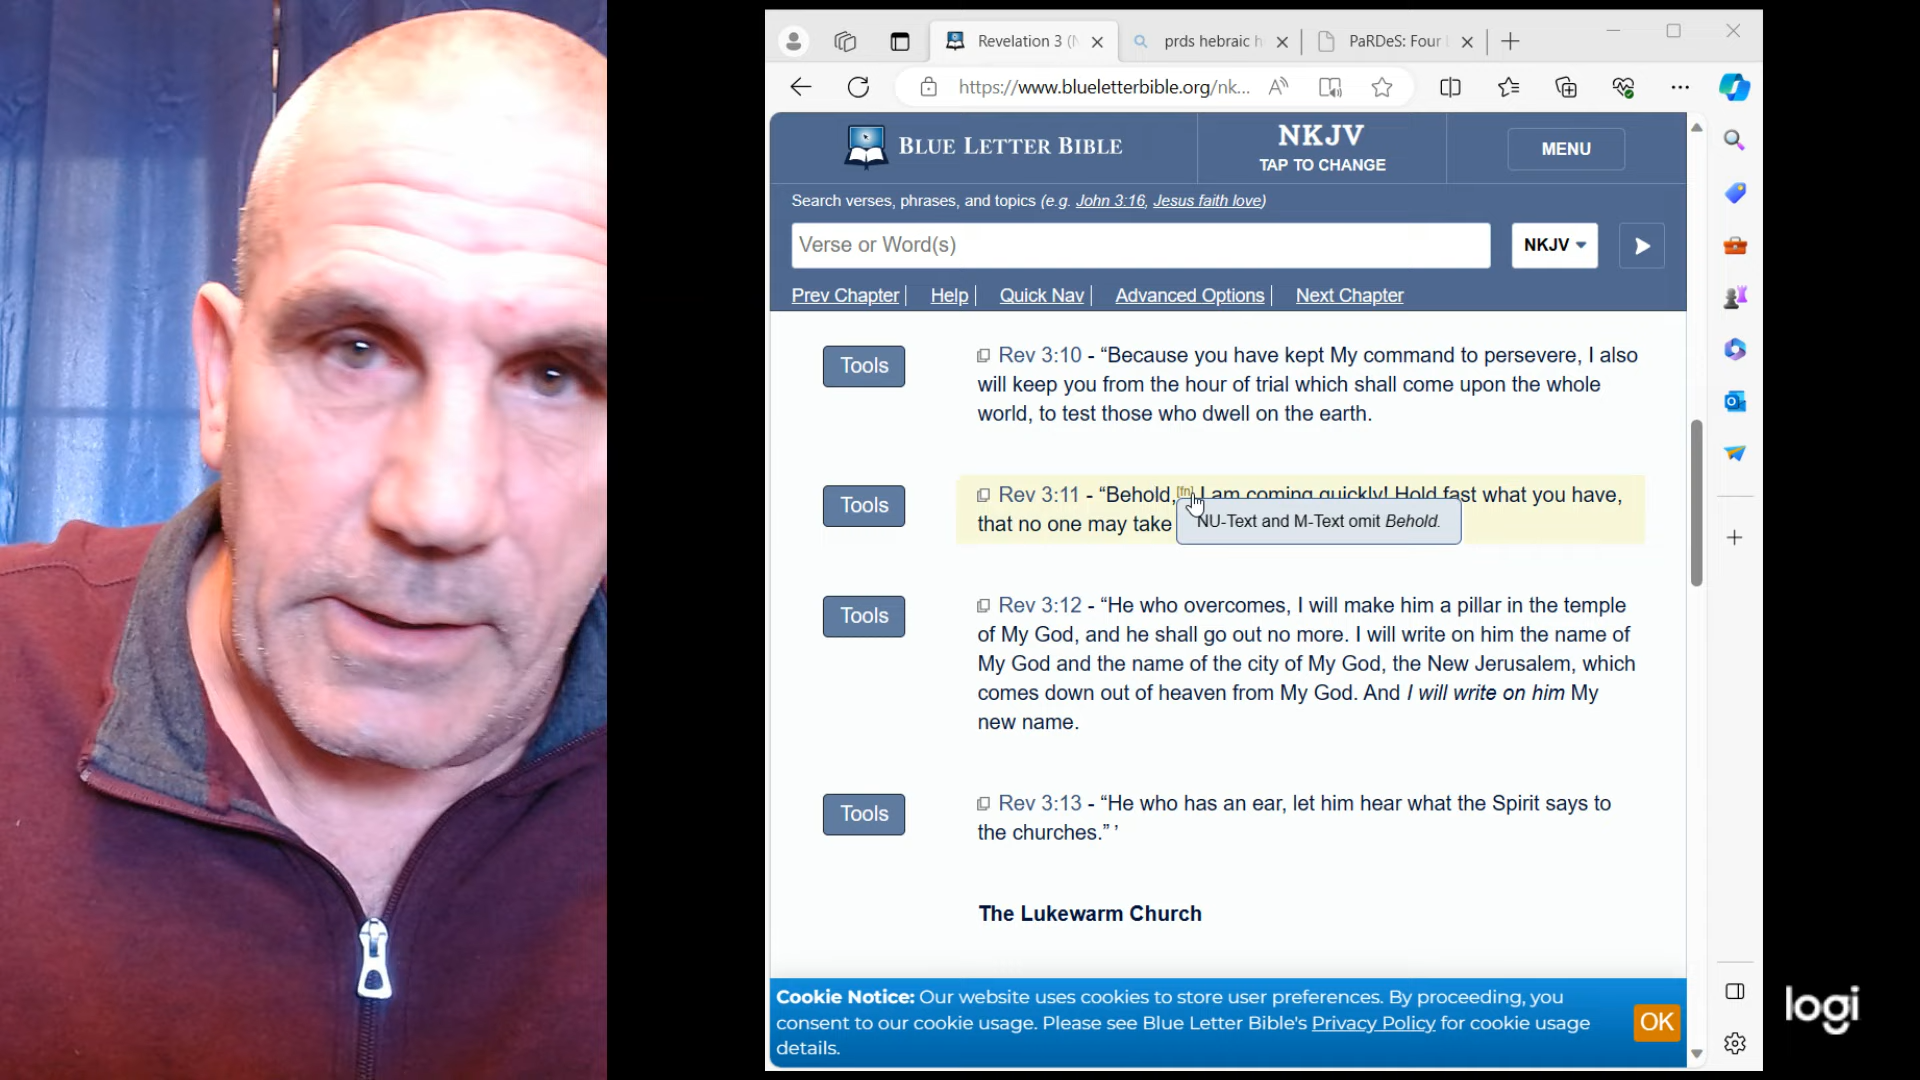 Revelation 3 (N
prds hebraic h
PaRDeS: Four L
https://www.blueletterbible.org/nk...
BLUE LETTER BIBLE
NKJV
TAP TO CHANGE
MENU
Search verses, phrases, and topics (e.g. John 3:16, Jesus faith love)
Verse or Word(s)
NKJV
Prev Chapter
Help
Quick Nav
Advanced Options
Next Chapter
Tools
Rev 3:10 - “Because you have kept My command to persevere, I also
will keep you from the hour of trial which shall come upon the whole
world, to test those who dwell on the earth.
Tools
Rev 3:11 - “Behold,[fn] I am coming quickly! Hold fast what you have,
that no one may take
NU-Text and M-Text omit Behold.
Tools
Rev 3:12 - “He who overcomes, I will make him a pillar in the temple
of My God, and he shall go out no more. I will write on him the name of
My God and the name of the city of My God, the New Jerusalem, which
comes down out of heaven from My God. And I will write on him My
new name.
Tools
Rev 3:13 - “He who has an ear, let him hear what the Spirit says to
the churches.” ’
The Lukewarm Church
Cookie Notice: Our website uses cookies to store user preferences. By proceeding, you
consent to our cookie usage. Please see Blue Letter Bible's Privacy Policy for cookie usage
details.
OK
logi